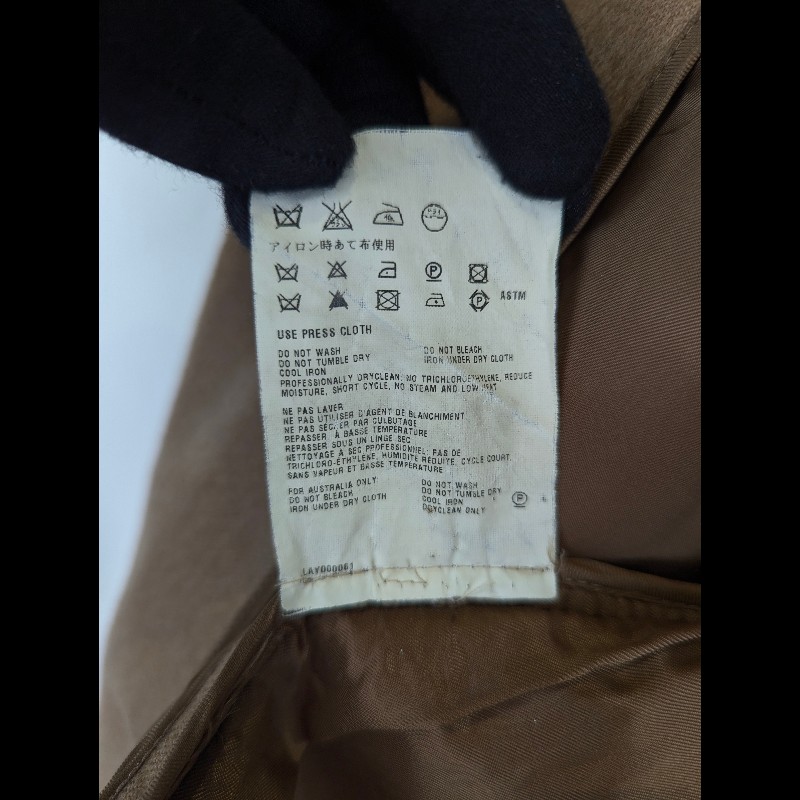 アイロン時あて布使用
P
P ASTM
USE PRESS CLOTH
DO NOT WASH DO NOT BLEACH
DO NOT TUMBLE DRY IRON UNDER DRY CLOTH
COOL IRON
PROFESSIONALLY DRYCLEAN: NO TRICHLOROETHYLENE, REDUCE
MOISTURE, SHORT CYCLE, NO STEAM AND LOW HEAT
NE PAS LAVER
NE PAS UTILISER D'AGENT DE BLANCHIMENT
NE PAS SÉCHER PAR CULBUTAGE
REPASSER À BASSE TEMPERATURE
REPASSER SOUS UN LINGE SEC
NETTOYAGE A SEC PROFESSIONNEL: PAS DE
TRICHLORO-ÉTHYLENE, HUMIDITE REDUITE, CYCLE COURT,
SANS VAPEUR ET BASSE TEMPÉRATURE
FOR AUSTRALIA ONLY: DO NOT WASH
DO NOT BLEACH DO NOT TUMBLE DRY
IRON UNDER DRY CLOTH COOL IRON
DRYCLEAN ONLY P
LAY000061